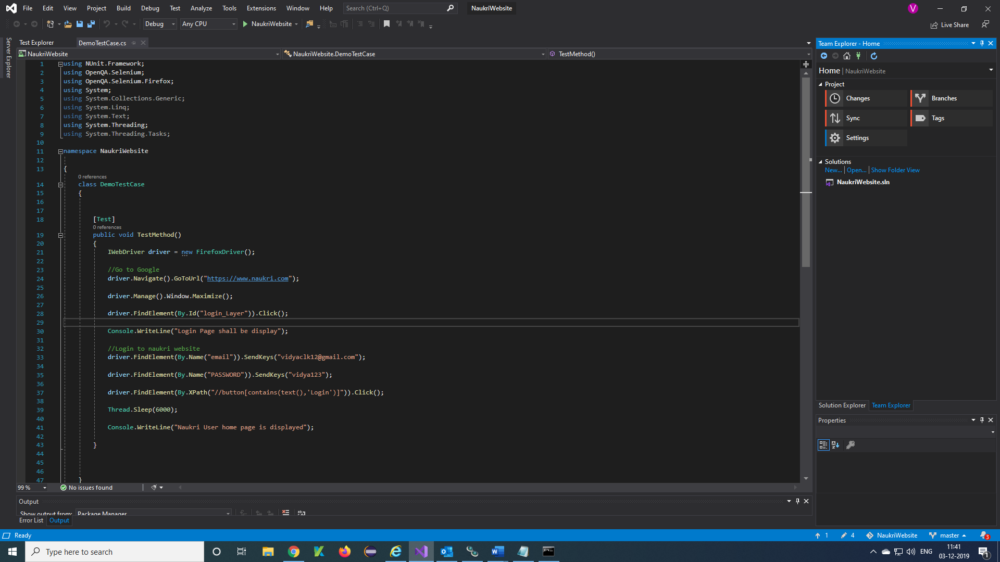 File Edit View Project Build Debug Test Analyze Tools Extensions Window Help Search (Ctrl+Q) NaukriWebsite V
Debug Any CPU NaukriWebsite Live Share
Server Explorer
Test Explorer DemoTestCase.cs
NaukriWebsite NaukriWebsite.DemoTestCase TestMethod()
1 using NUnit.Framework;
2 using OpenQA.Selenium;
3 using OpenQA.Selenium.Firefox;
4 using System;
5 using System.Collections.Generic;
6 using System.Linq;
7 using System.Text;
8 using System.Threading;
9 using System.Threading.Tasks;
10
11 namespace NaukriWebsite
12
13 {
0 references
14 class DemoTestCase
15 {
16
17
18 [Test]
0 references
19 public void TestMethod()
20 {
21 IWebDriver driver = new FirefoxDriver();
22
23 //Go to Google
24 driver.Navigate().GoToUrl("https://www.naukri.com");
25
26 driver.Manage().Window.Maximize();
27
28 driver.FindElement(By.Id("login_Layer")).Click();
29
30 Console.WriteLine("Login Page shall be display");
31
32 //Login to naukri website
33 driver.FindElement(By.Name("email")).SendKeys("vidyaclk12@gmail.com");
34
35 driver.FindElement(By.Name("PASSWORD")).SendKeys("vidya123");
36
37 driver.FindElement(By.XPath("//button[contains(text(),'Login')]")).Click();
38
39 Thread.Sleep(6000);
40
41 Console.WriteLine("Naukri User home page is displayed");
42
43 }
44
45
46
47 }
99 % No issues found
Output
Show output from: Package Manager
Error List Output
Team Explorer - Home
Home | NaukriWebsite
Project
Changes Branches
Sync Tags
Settings
Solutions
New... | Open... | Show Folder View
NaukriWebsite.sln
Solution Explorer Team Explorer
Properties
Ready 1 4 NaukriWebsite master 3
Type here to search ENG 11:41
03-12-2019 1